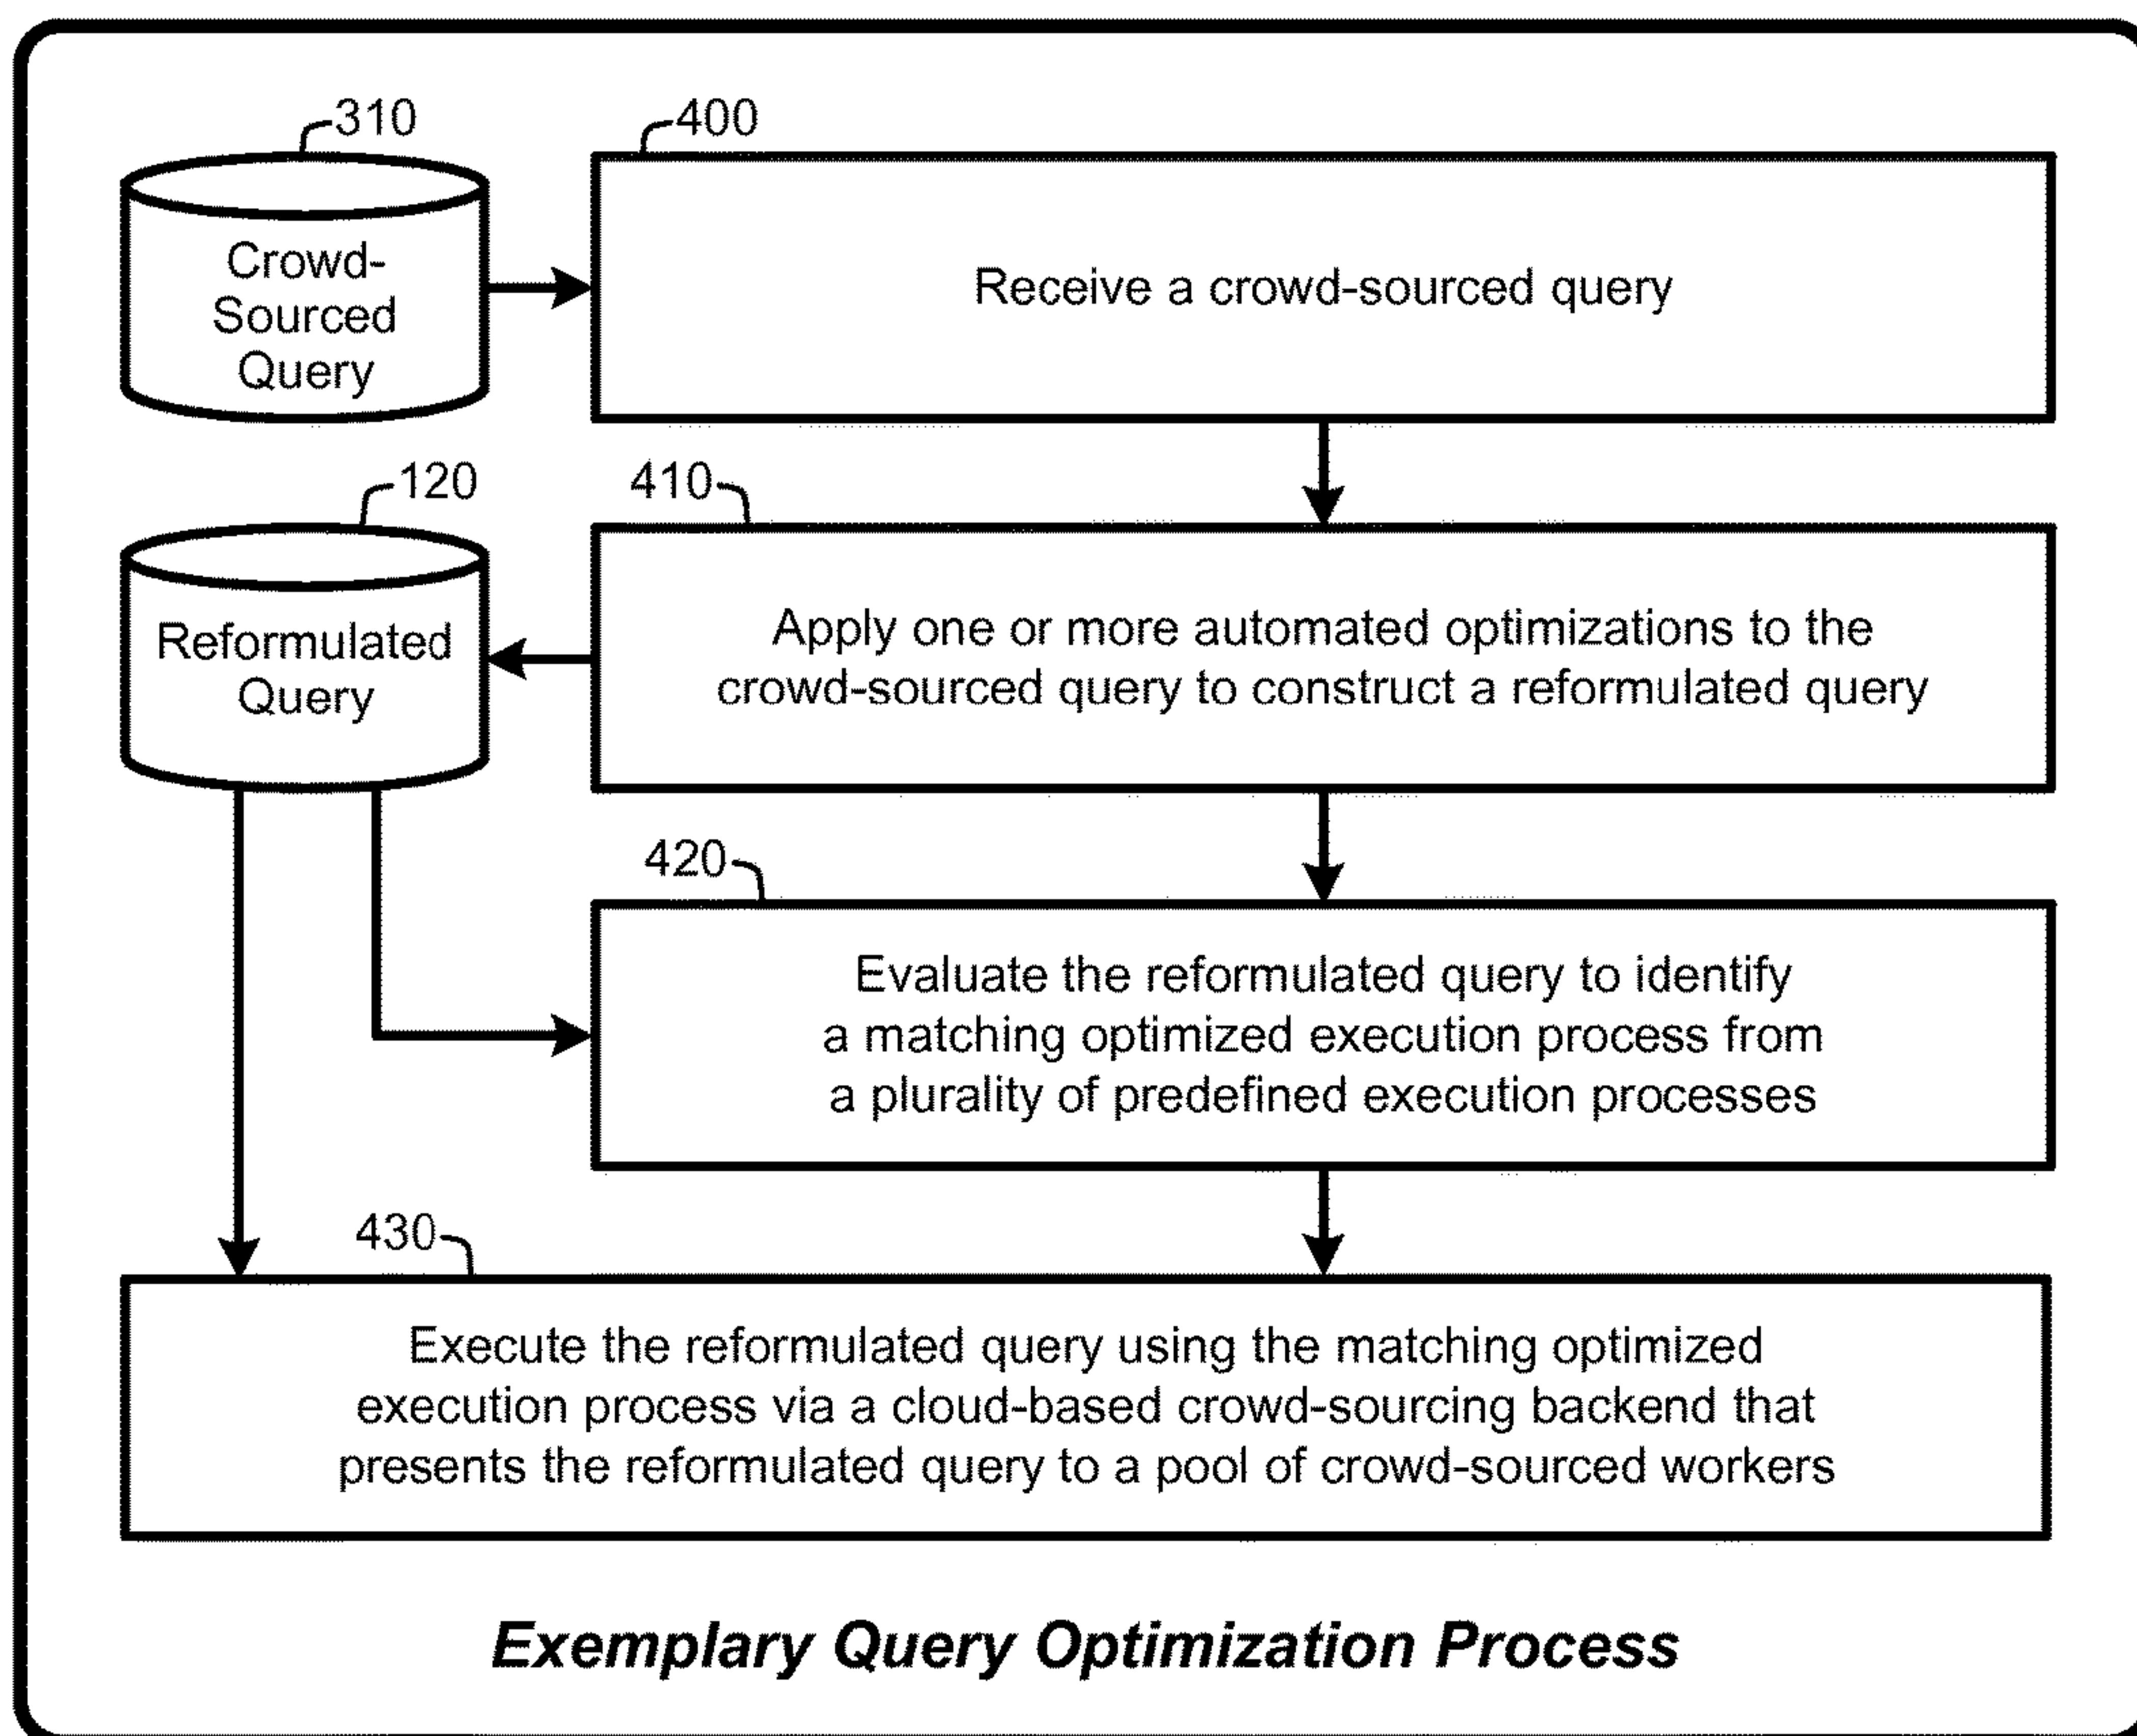 310
400
Crowd-
Sourced
Query
Receive a crowd-sourced query
120
410
Reformulated
Query
Apply one or more automated optimizations to the
crowd-sourced query to construct a reformulated query
420
Evaluate the reformulated query to identify
a matching optimized execution process from
a plurality of predefined execution processes
430
Execute the reformulated query using the matching optimized
execution process via a cloud-based crowd-sourcing backend that
presents the reformulated query to a pool of crowd-sourced workers
Exemplary Query Optimization Process